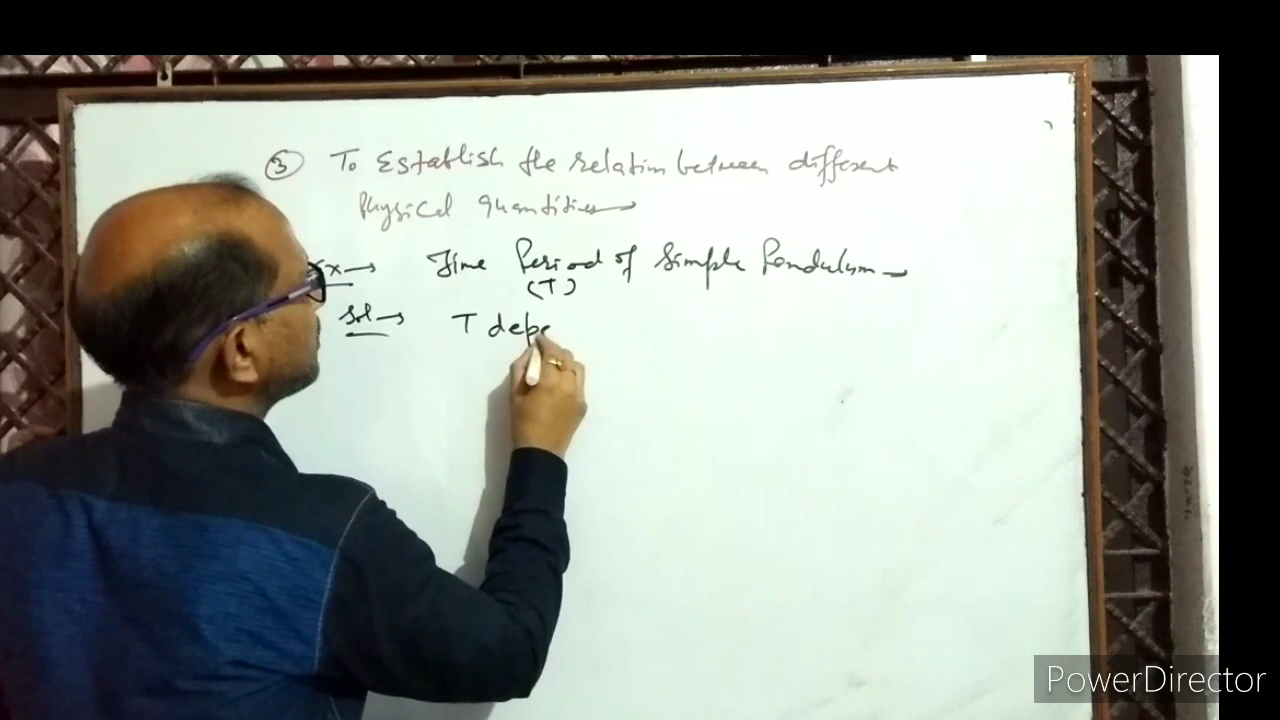 ③ To Establish the relation between different
Physical Quantities
Ex → Time Period of Simple Pendulum
(T)
Sol → T depe
PowerDirector